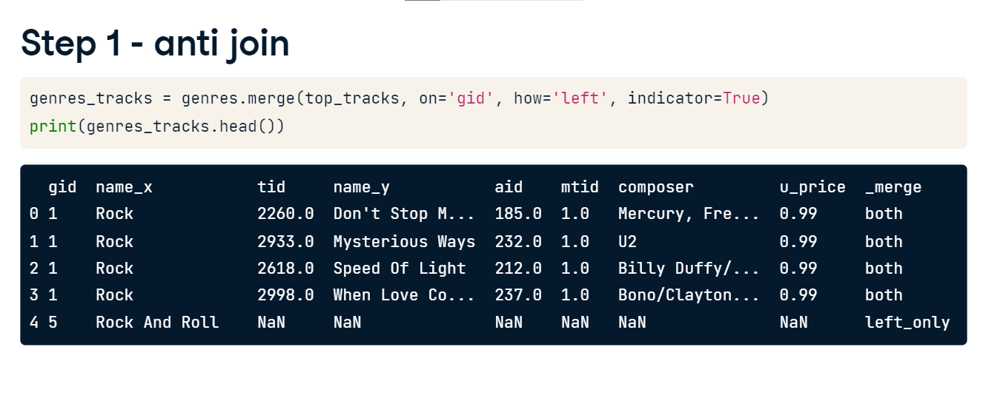 Step 1 - anti join
genres_tracks = genres.merge(top_tracks, on='gid', how='left', indicator=True)
print(genres_tracks.head())
gid name_x tid name_y aid mtid composer u_price _merge
0 1 Rock 2260.0 Don't Stop M... 185.0 1.0 Mercury, Fre... 0.99 both
1 1 Rock 2933.0 Mysterious Ways 232.0 1.0 U2 0.99 both
2 1 Rock 2618.0 Speed Of Light 212.0 1.0 Billy Duffy/... 0.99 both
3 1 Rock 2998.0 When Love Co... 237.0 1.0 Bono/Clayton... 0.99 both
4 5 Rock And Roll NaN NaN NaN NaN NaN NaN left_only